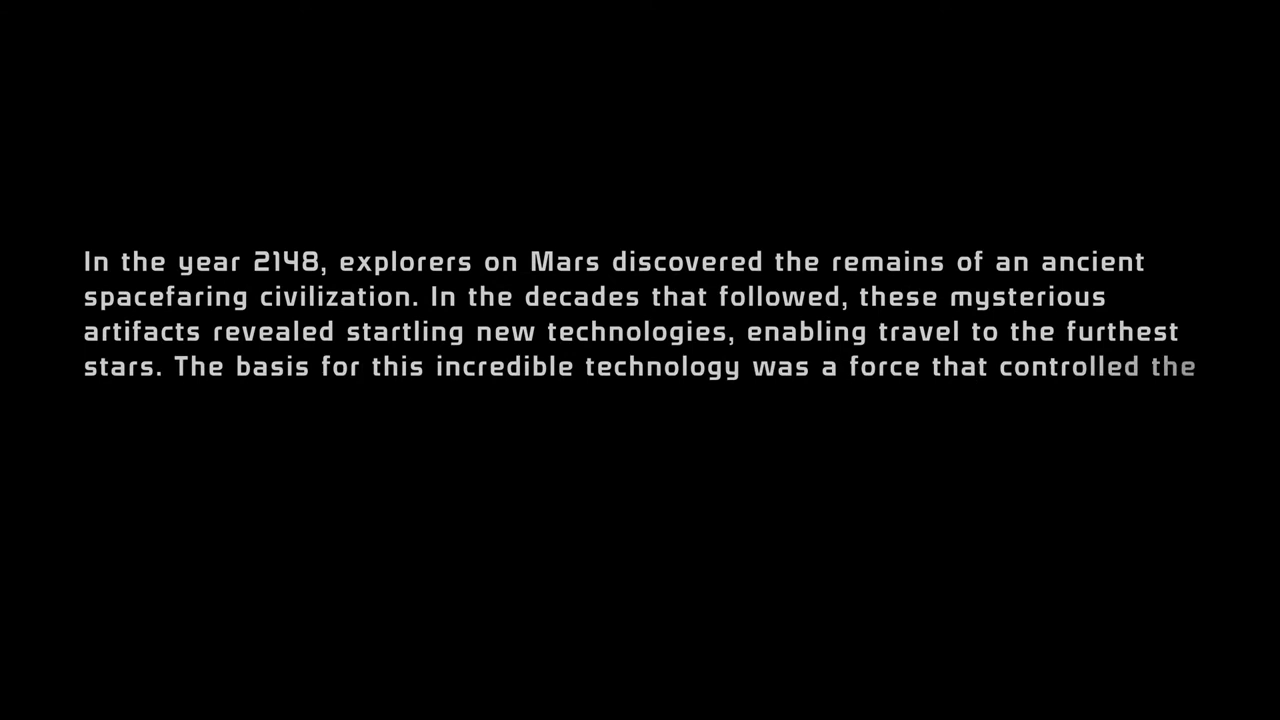 In the year 2148, explorers on Mars discovered the remains of an ancient
spacefaring civilization. In the decades that followed, these mysterious
artifacts revealed startling new technologies, enabling travel to the furthest
stars. The basis for this incredible technology was a force that controlled the